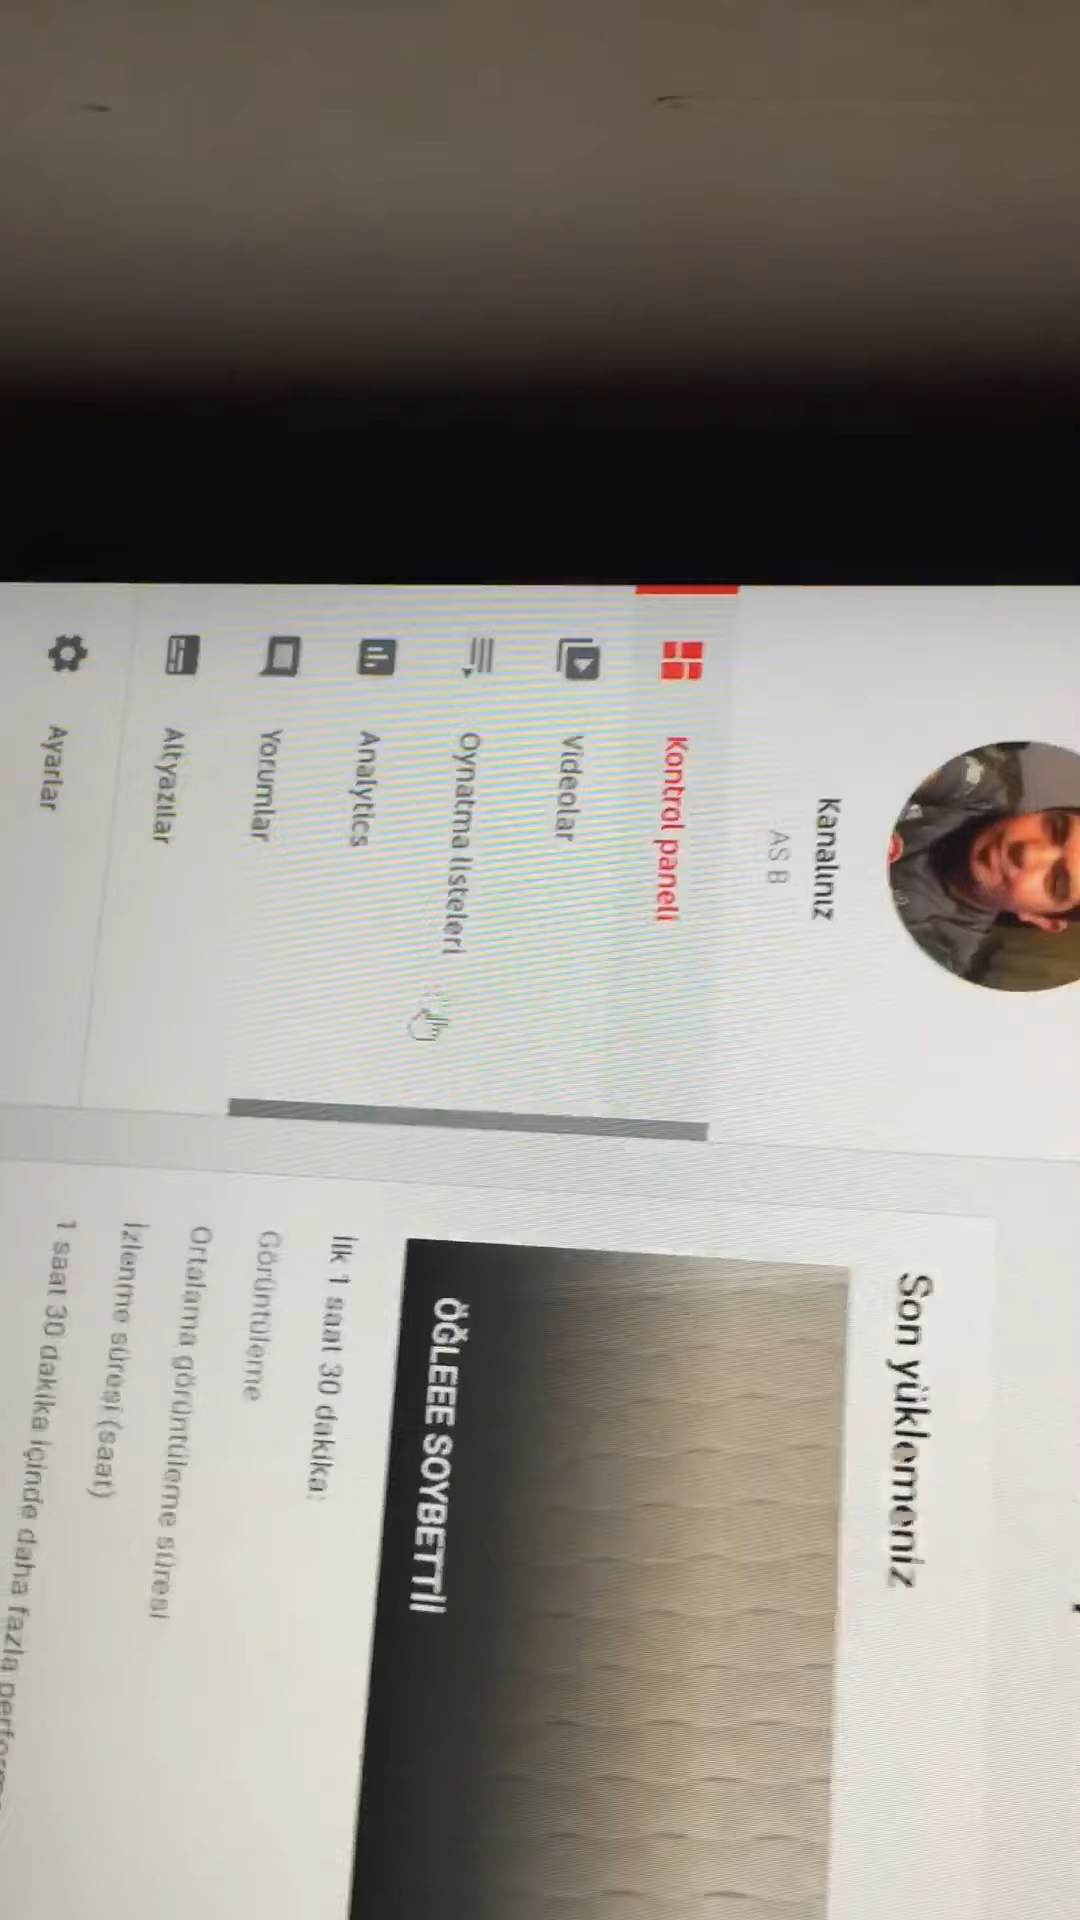 Kanalınız
AS B
Kontrol paneli
Videolar
Oynatma listeleri
Analytics
Yorumlar
Altyazılar
Ayarlar
Son yüklemeniz
ÖĞLEEE SOYBETTİİ
İlk 1 saat 30 dakika:
Görüntüleme
Ortalama görüntüleme süresi
İzlenme süresi (saat)
1 saat 30 dakika içinde daha fazla